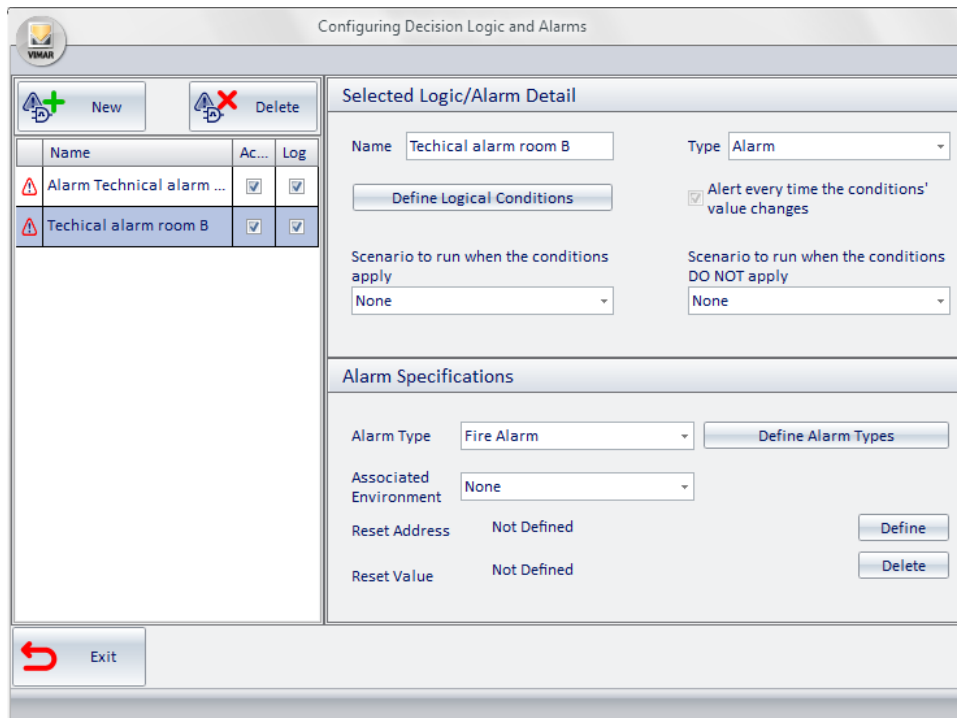 Configuring Decision Logic and Alarms
VIMAR
New
Delete
Name Ac... Log
Alarm Technical alarm ...
Techical alarm room B
Selected Logic/Alarm Detail
Name Techical alarm room B Type Alarm
Define Logical Conditions
Alert every time the conditions'
value changes
Scenario to run when the conditions
apply
None
Scenario to run when the conditions
DO NOT apply
None
Alarm Specifications
Alarm Type Fire Alarm Define Alarm Types
Associated
Environment
None
Reset Address Not Defined Define
Reset Value Not Defined Delete
Exit